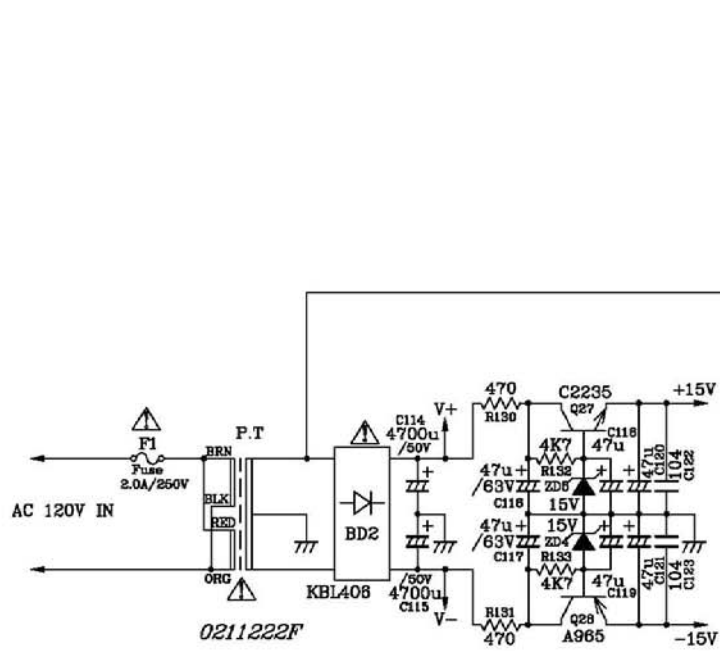 470
R130
C2235
Q27
+15V
V+
C114
4700u
/50V
C118
47u
4K7
R132
ZD5
15V
47u
/63V
C116
47u
C120
104
C122
F1
Fuse
2.0A/250V
P.T
BRN
BLK
RED
ORG
AC 120V IN
BD2
KBL406
47u
/63V
C117
15V
ZD4
R133
4K7
47u
C119
47u
C121
104
C123
/50V
4700u
C115
V-
R131
470
Q28
A965
-15V
0211222F